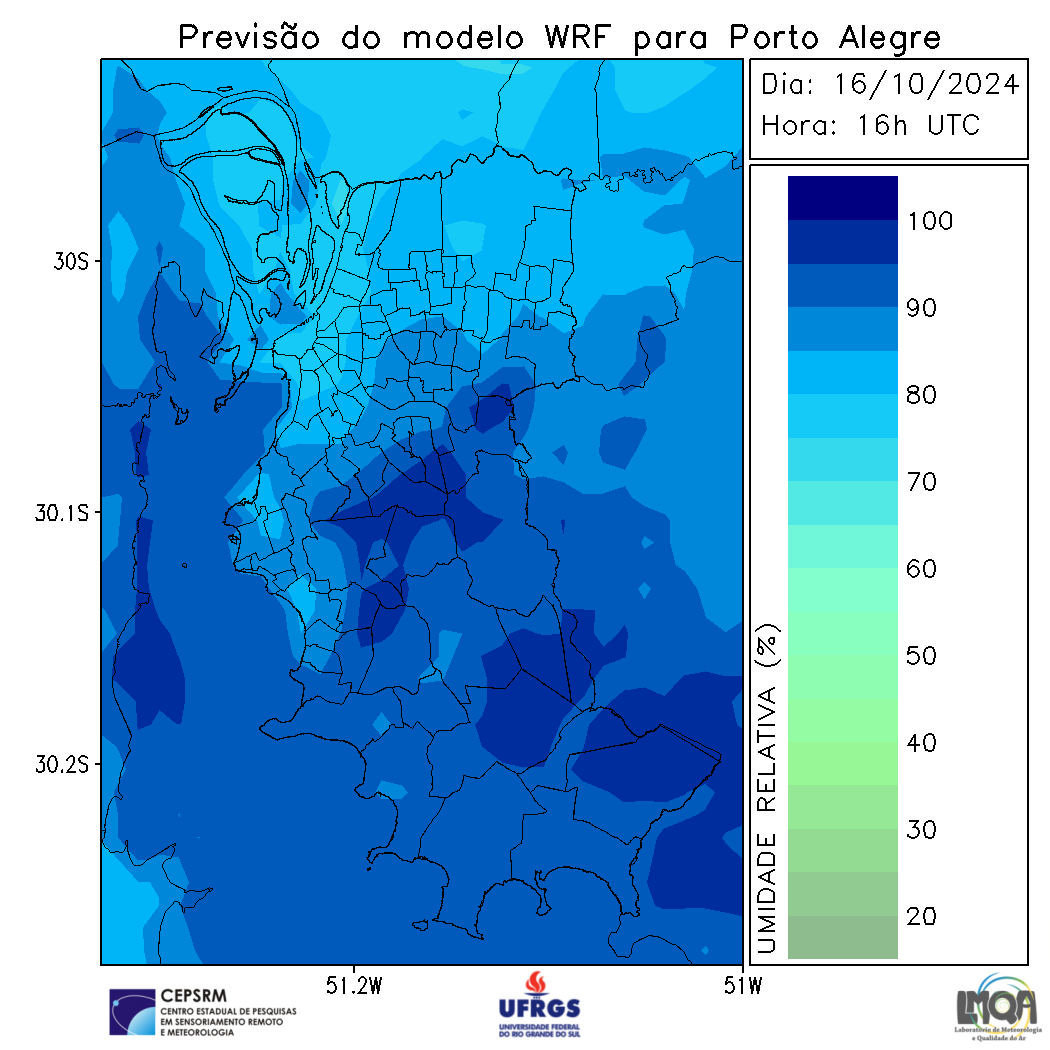 Previsão do modelo WRF para Porto Alegre
Dia: 16/10/2024
Hora: 16h UTC
30S
30.1S
30.2S
51.2W
51W
100
90
80
70
60
50
40
30
20
UMIDADE RELATIVA (%)
CEPSRM
CENTRO ESTADUAL DE PESQUISAS
EM SENSORIAMENTO REMOTO
E METEOROLOGIA
UFRGS
UNIVERSIDADE FEDERAL
DO RIO GRANDE DO SUL
LMQA
Laboratório de Meteorologia
e Qualidade do Ar